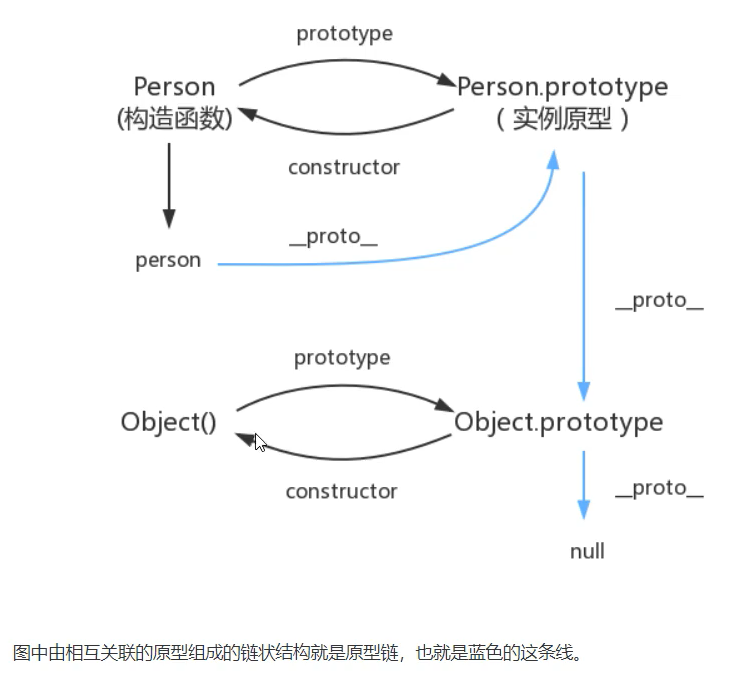 prototype
Person
(构造函数)
Person.prototype
（实例原型）
constructor
__proto__
person
__proto__
prototype
Object()
Object.prototype
constructor
__proto__
null
图中由相互关联的原型组成的链状结构就是原型链，也就是蓝色的这条线。